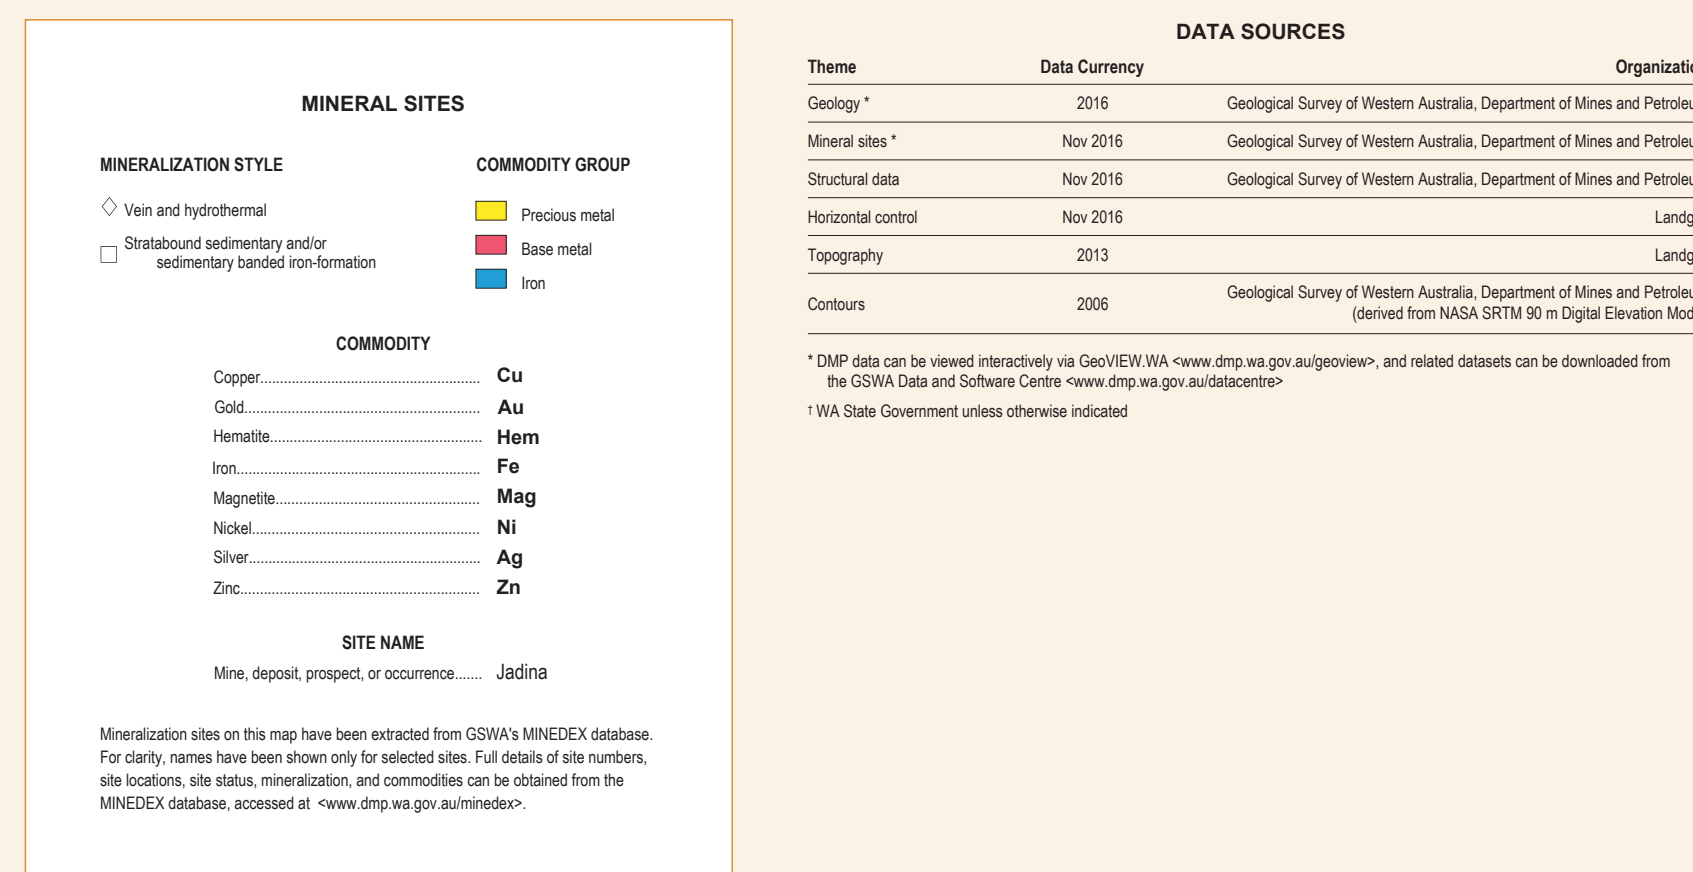 MINERAL SITES
MINERALIZATION STYLE
Vein and hydrothermal
Stratabound sedimentary and/or
sedimentary banded iron-formation
COMMODITY GROUP
Precious metal
Base metal
Iron
COMMODITY
Copper........................................................ Cu
Gold............................................................ Au
Hematite...................................................... Hem
Iron.............................................................. Fe
Magnetite.................................................... Mag
Nickel.......................................................... Ni
Silver........................................................... Ag
Zinc............................................................. Zn
SITE NAME
Mine, deposit, prospect, or occurrence....... Jadina
Mineralization sites on this map have been extracted from GSWA's MINEDEX database.
For clarity, names have been shown only for selected sites. Full details of site numbers,
site locations, site status, mineralization, and commodities can be obtained from the
MINEDEX database, accessed at <www.dmp.wa.gov.au/minedex>.
DATA SOURCES
Theme Data Currency Organizatio
Geology * 2016 Geological Survey of Western Australia, Department of Mines and Petroleu
Mineral sites * Nov 2016 Geological Survey of Western Australia, Department of Mines and Petroleu
Structural data Nov 2016 Geological Survey of Western Australia, Department of Mines and Petroleu
Horizontal control Nov 2016 Landg
Topography 2013 Landg
Contours 2006 Geological Survey of Western Australia, Department of Mines and Petroleu
(derived from NASA SRTM 90 m Digital Elevation Mod
* DMP data can be viewed interactively via GeoVIEW.WA <www.dmp.wa.gov.au/geoview>, and related datasets can be downloaded from
the GSWA Data and Software Centre <www.dmp.wa.gov.au/datacentre>
† WA State Government unless otherwise indicated